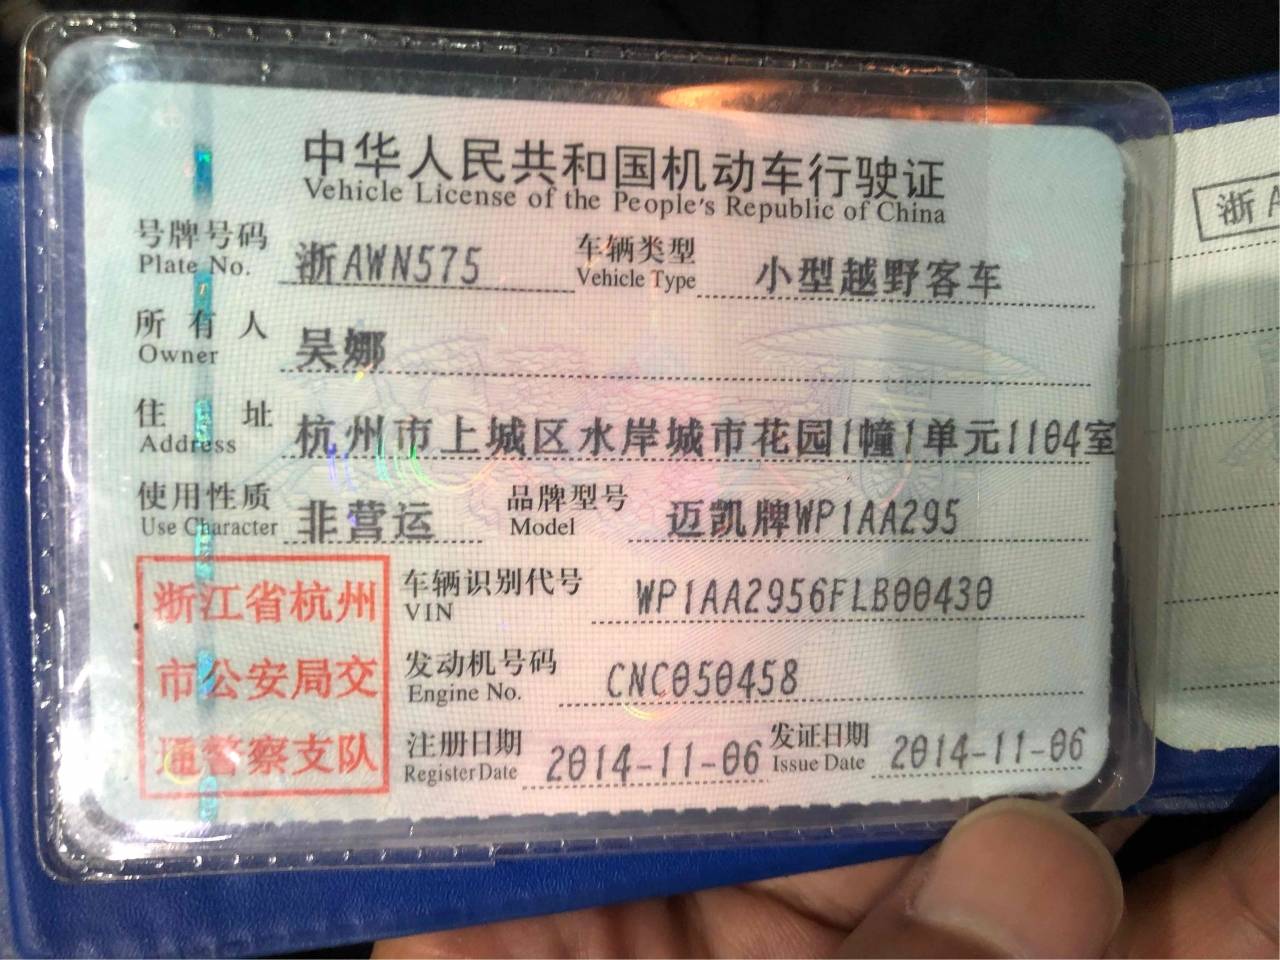 中华人民共和国机动车行驶证
Vehicle License of the People's Republic of China
号牌号码 浙AWN575 车辆类型 小型越野客车
Plate No. Vehicle Type
所有人 吴娜
Owner
住址 杭州市上城区水岸城市花园1幢1单元1104室
Address
使用性质 非营运 品牌型号 迈凯牌WP1AA295
Use Character Model
浙江省杭州
市公安局交
通警察支队
车辆识别代号 WP1AA2956FLB00430
VIN
发动机号码 CNC050458
Engine No.
注册日期 2014-11-06 发证日期 2014-11-06
Register Date Issue Date
浙A